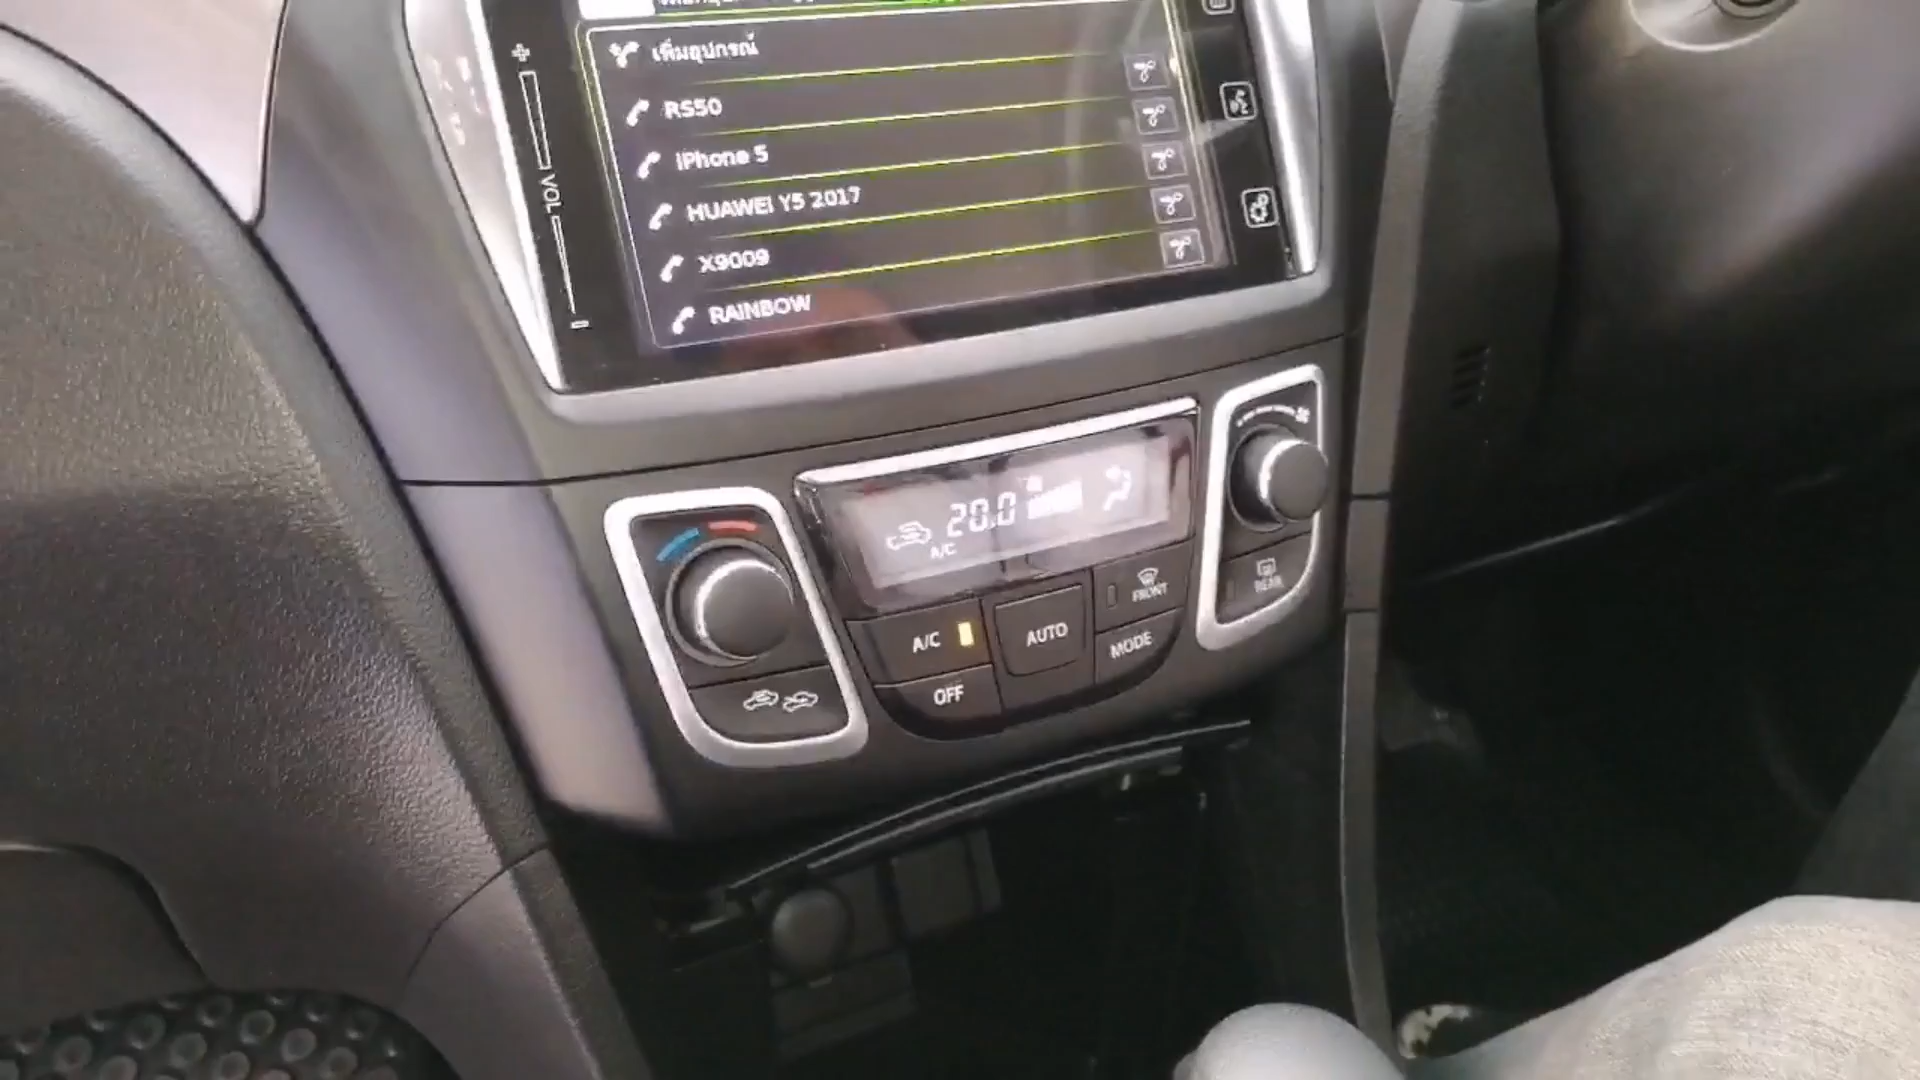 เพิ่มอุปกรณ์
RS50
iPhone 5
HUAWEI Y5 2017
X9009
RAINBOW
VOL
20.0
A/C
A/C
AUTO
FRONT
MODE
OFF
REAR